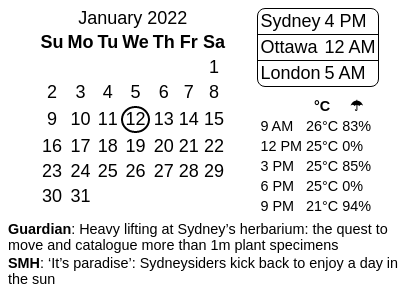 January 2022
Su Mo Tu We Th Fr Sa
1
2 3 4 5 6 7 8
9 10 11 12 13 14 15
16 17 18 19 20 21 22
23 24 25 26 27 28 29
30 31
Sydney 4 PM
Ottawa 12 AM
London 5 AM
°C ☂
9 AM 26°C 83%
12 PM 25°C 0%
3 PM 25°C 85%
6 PM 25°C 0%
9 PM 21°C 94%
Guardian: Heavy lifting at Sydney’s herbarium: the quest to
move and catalogue more than 1m plant specimens
SMH: ‘It’s paradise’: Sydneysiders kick back to enjoy a day in
the sun